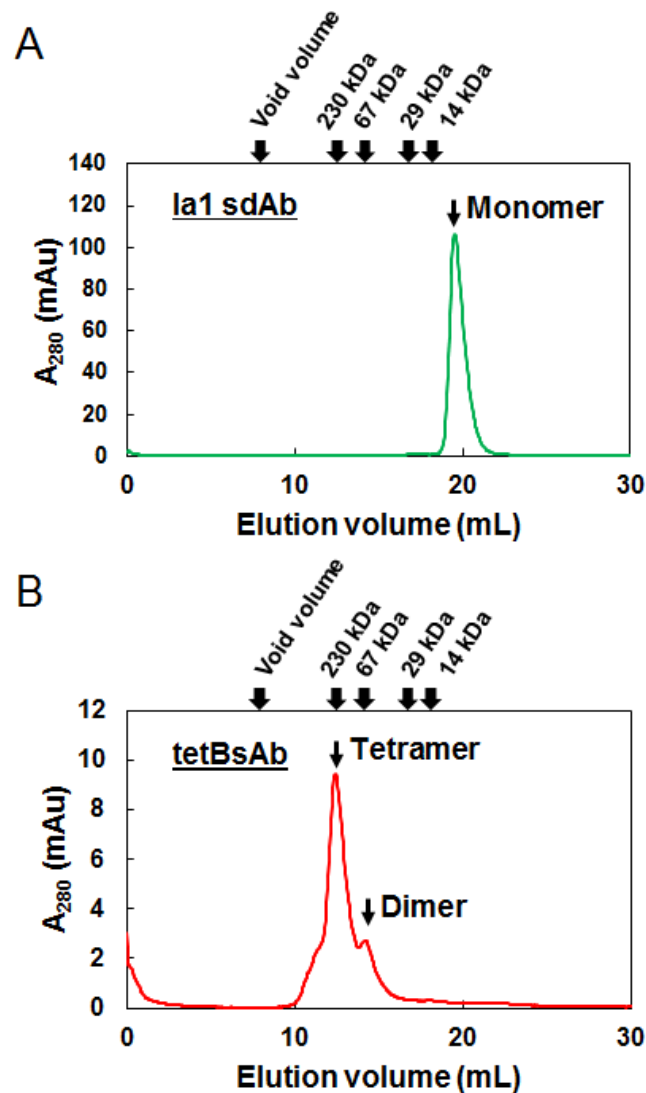 A
Void volume
230 kDa
67 kDa
29 kDa
14 kDa
140
120
100
80
60
40
20
0
A280 (mAu)
Ia1 sdAb
Monomer
0
10
20
30
Elution volume (mL)
B
Void volume
230 kDa
67 kDa
29 kDa
14 kDa
12
10
8
6
4
2
0
A280 (mAu)
tetBsAb
Tetramer
Dimer
0
10
20
30
Elution volume (mL)